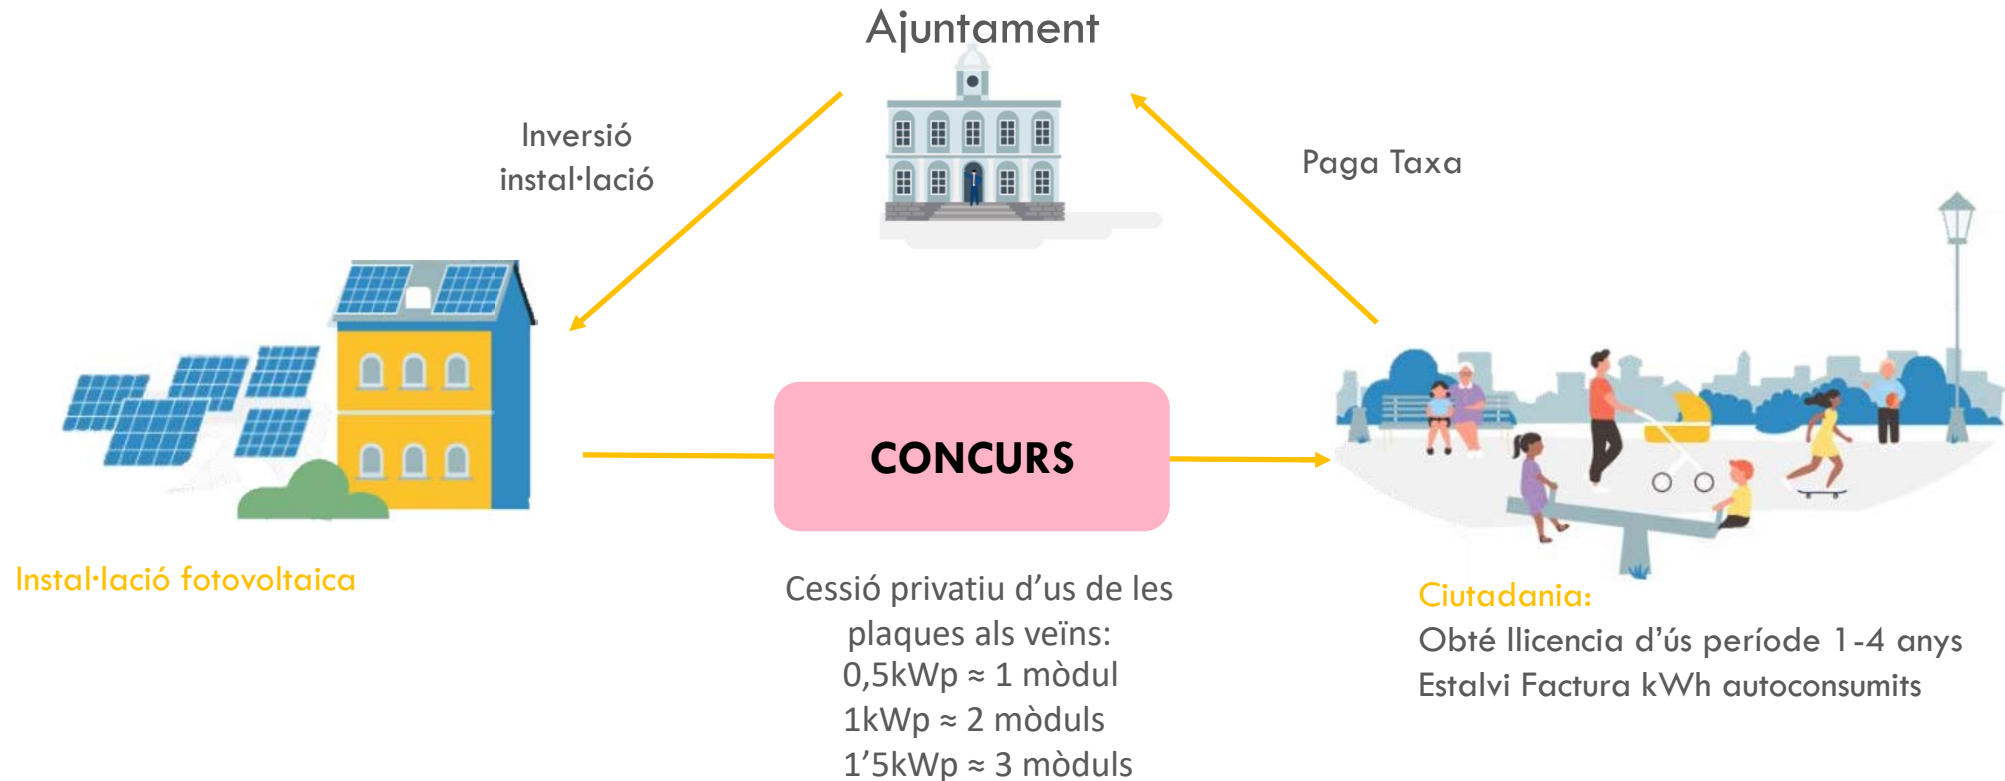 Ajuntament
Inversió
instal·lació
Paga Taxa
CONCURS
Instal·lació fotovoltaica
Cessió privatiu d'us de les
plaques als veïns:
0,5kWp ≈ 1 mòdul
1kWp ≈ 2 mòduls
1'5kWp ≈ 3 mòduls
Ciutadania:
Obté llicencia d'ús període 1-4 anys
Estalvi Factura kWh autoconsumits